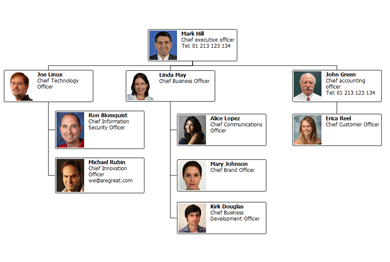 Mark Hill
Chief executive officer
Tel: 01 213 123 134
Joe Linux
Chief Technology
Officer
Linda May
Chief Business Officer
John Green
Chief accounting
officer
Tel: 01 213 123 134
Ron Blomquist
Chief Information
Security Officer
Alice Lopez
Chief Communications
Officer
Erica Reel
Chief Customer Officer
Michael Rubin
Chief Innovation
Officer
we@aregreat.com
Mary Johnson
Chief Brand Officer
Kirk Douglas
Chief Business
Development Officer